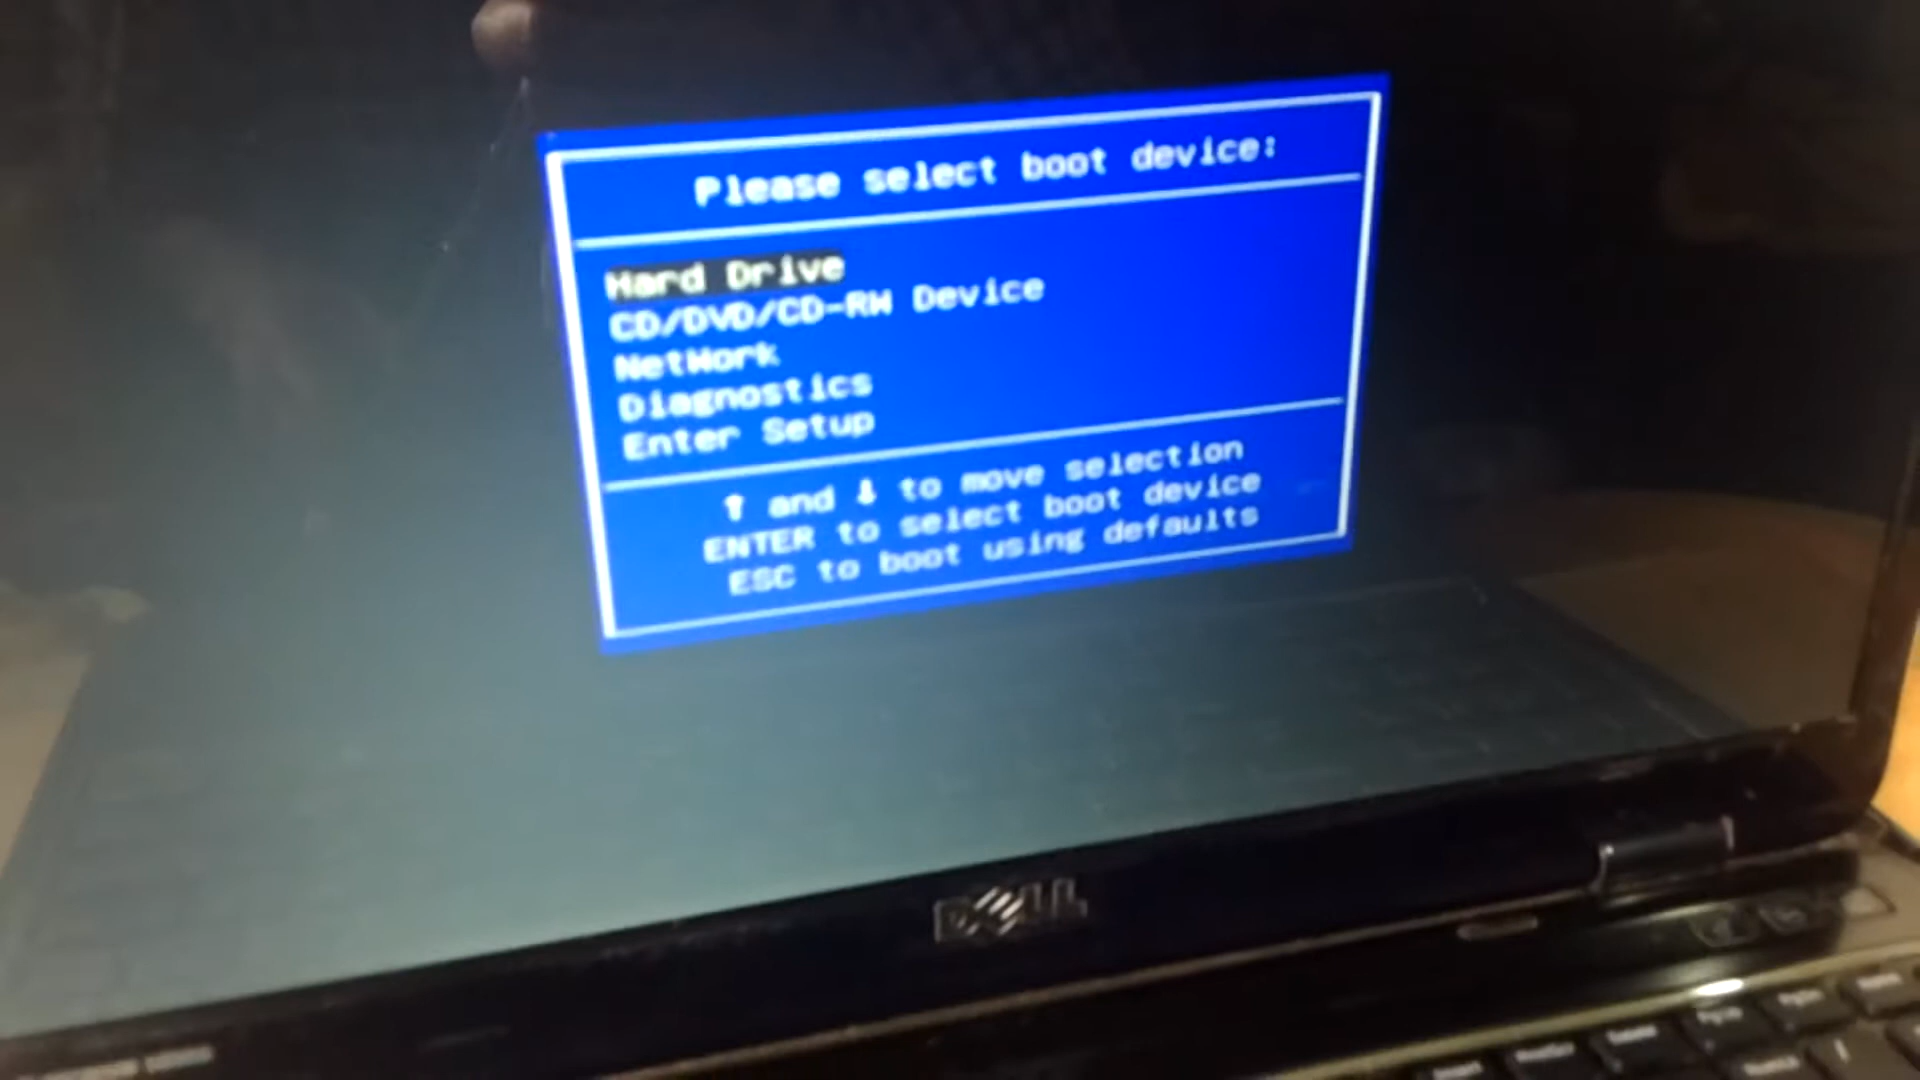 Please select boot device:
Hard Drive
CD/DVD/CD-RW Device
NetWork
Diagnostics
Enter Setup
↑ and ↓ to move selection
ENTER to select boot device
ESC to boot using defaults
DELL